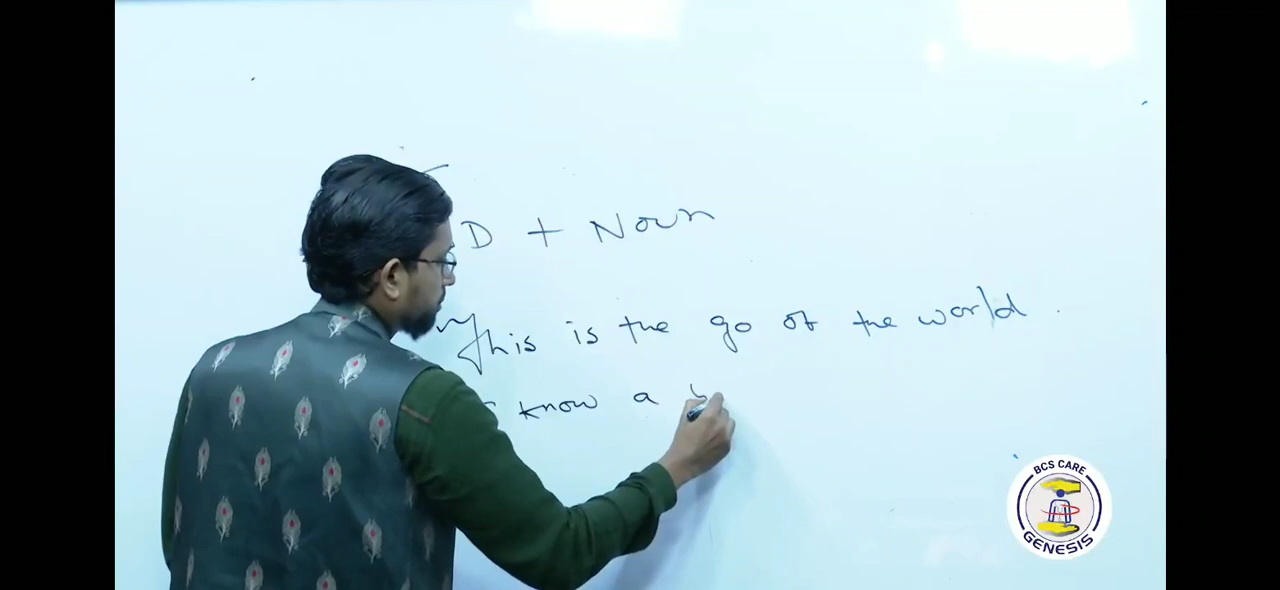 D + Noun
This is the go of the world.
know a
BCS CARE
GENESIS